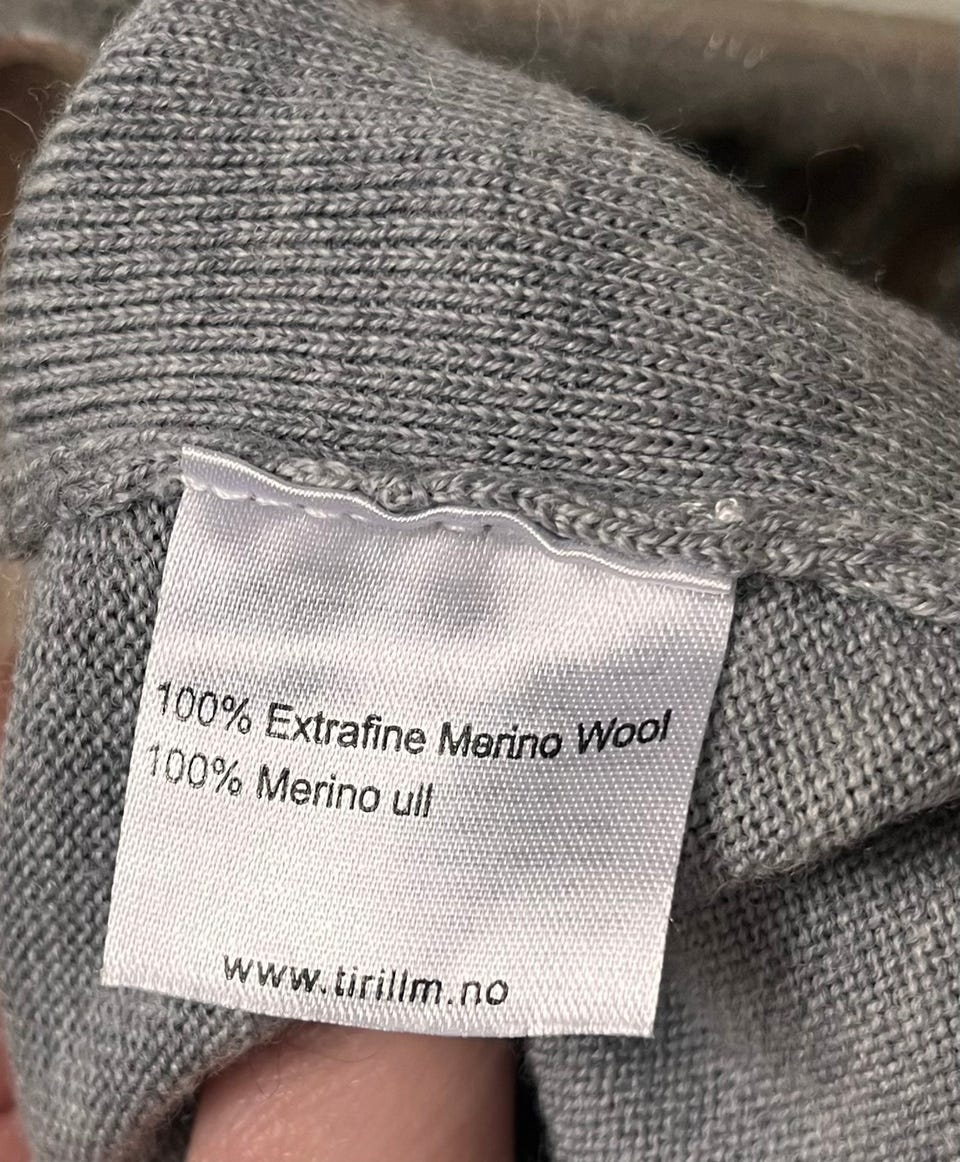 100% Extrafine Merino Wool
100% Merino ull
www.tirillm.no